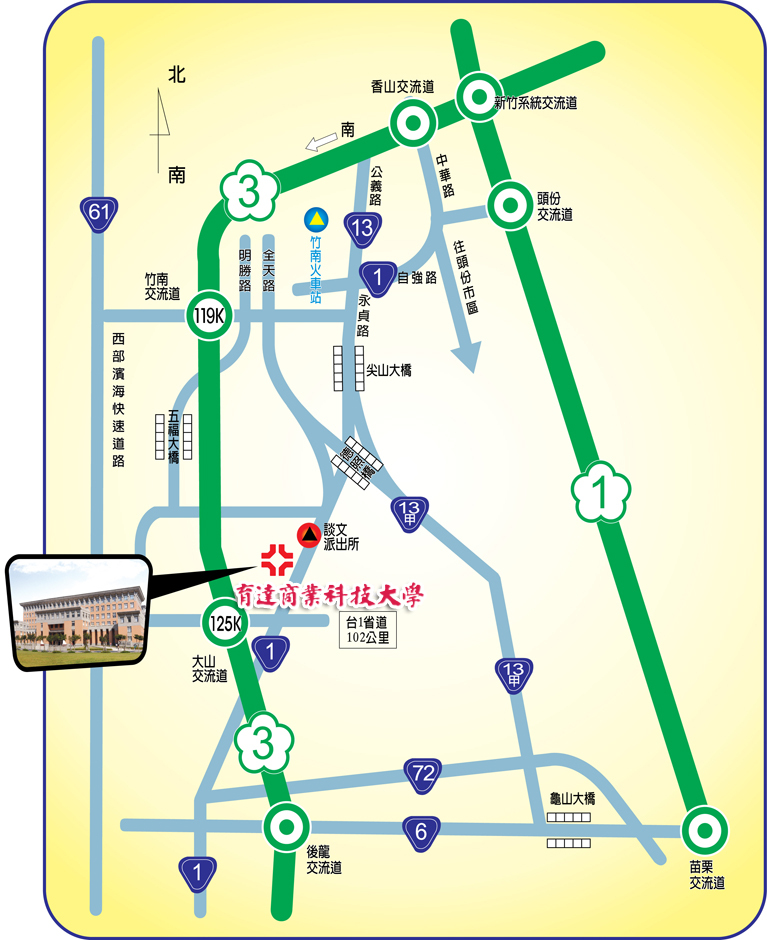 北
南
61
香山交流道
新竹系統交流道
南
3
公義路
13
中華路
頭份
交流道
竹南火車站
1
自強路
往頭份市區
明勝路
全天路
竹南
交流道
119K
永貞路
尖山大橋
西部濱海快速道路
五福大橋
德照橋
13
甲
1
談文
派出所
育達商業科技大學
台1省道
102公里
125K
大山
交流道
1
13
甲
3
72
龜山大橋
6
後龍
交流道
1
苗栗
交流道